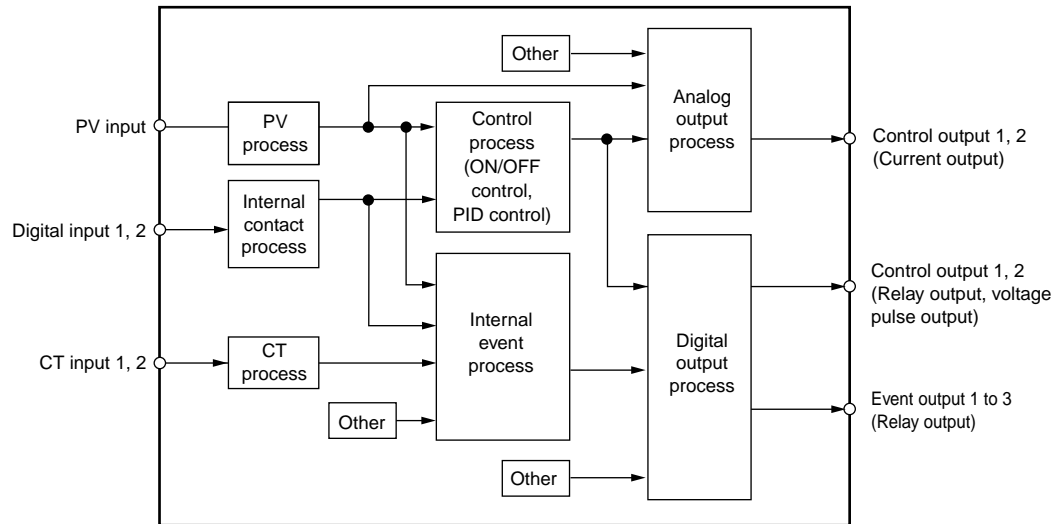 Other
PV input
PV
process
Control
process
(ON/OFF
control,
PID control)
Analog
output
process
Control output 1, 2
(Current output)
Digital input 1, 2
Internal
contact
process
Control output 1, 2
(Relay output, voltage
pulse output)
CT input 1, 2
CT
process
Internal
event
process
Digital
output
process
Other
Event output 1 to 3
(Relay output)
Other